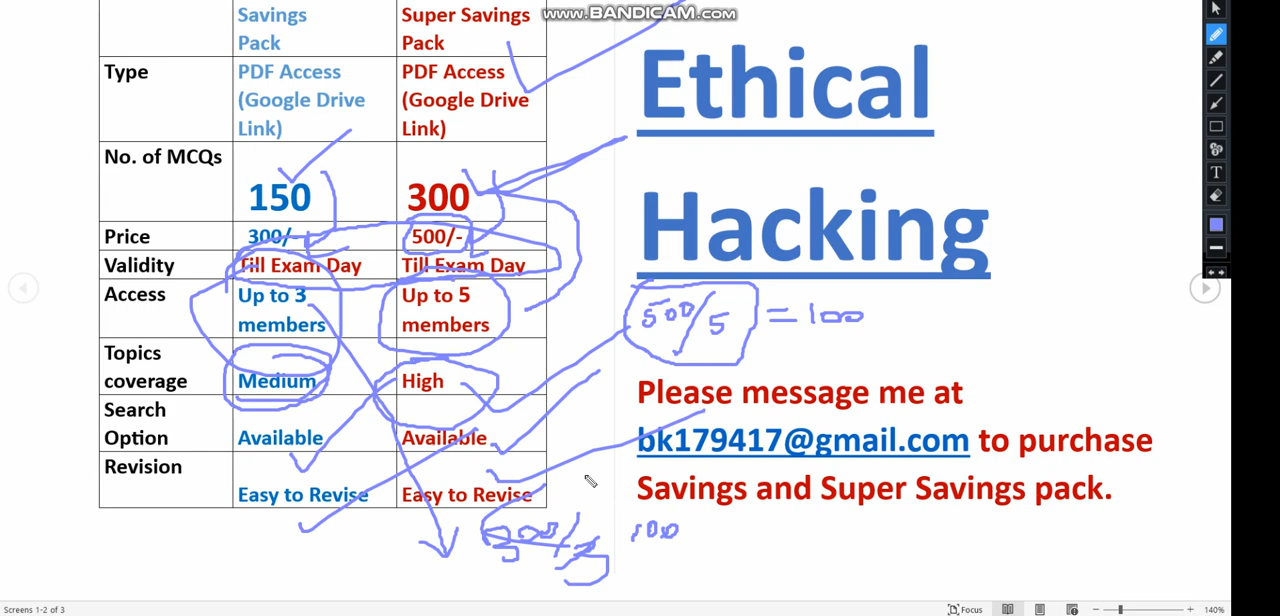 www.BANDICAM.com
Savings Pack
Super Savings Pack
Type
PDF Access (Google Drive Link)
PDF Access (Google Drive Link)
No. of MCQs
150
300
Price
300/-
500/-
Validity
Till Exam Day
Till Exam Day
Access
Up to 3 members
Up to 5 members
Topics coverage
Medium
High
Search Option
Available
Available
Revision
Easy to Revise
Easy to Revise
Ethical
Hacking
500/5 = 100
Please message me at
bk179417@gmail.com to purchase
Savings and Super Savings pack.
300/3 100
Screens 1-2 of 3
Focus
140%